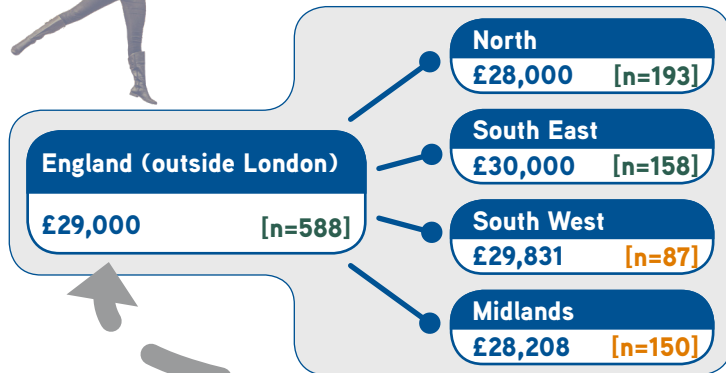 England (outside London)
£29,000 [n=588]
North
£28,000 [n=193]
South East
£30,000 [n=158]
South West
£29,831 [n=87]
Midlands
£28,208 [n=150]